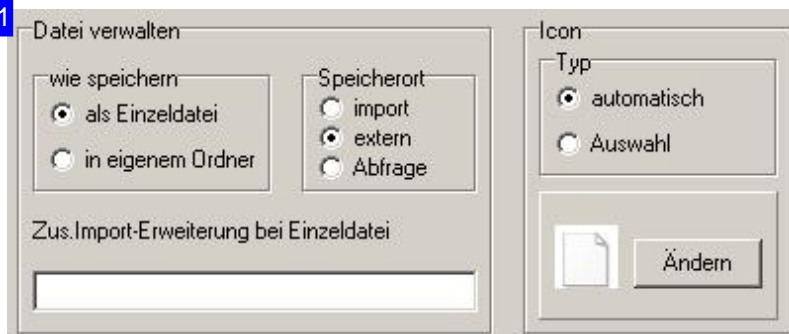 1
Datei verwalten
wie speichern
als Einzeldatei
in eigenem Ordner
Speicherort
import
extern
Abfrage
Zus.Import-Erweiterung bei Einzeldatei
Icon
Typ
automatisch
Auswahl
Ändern